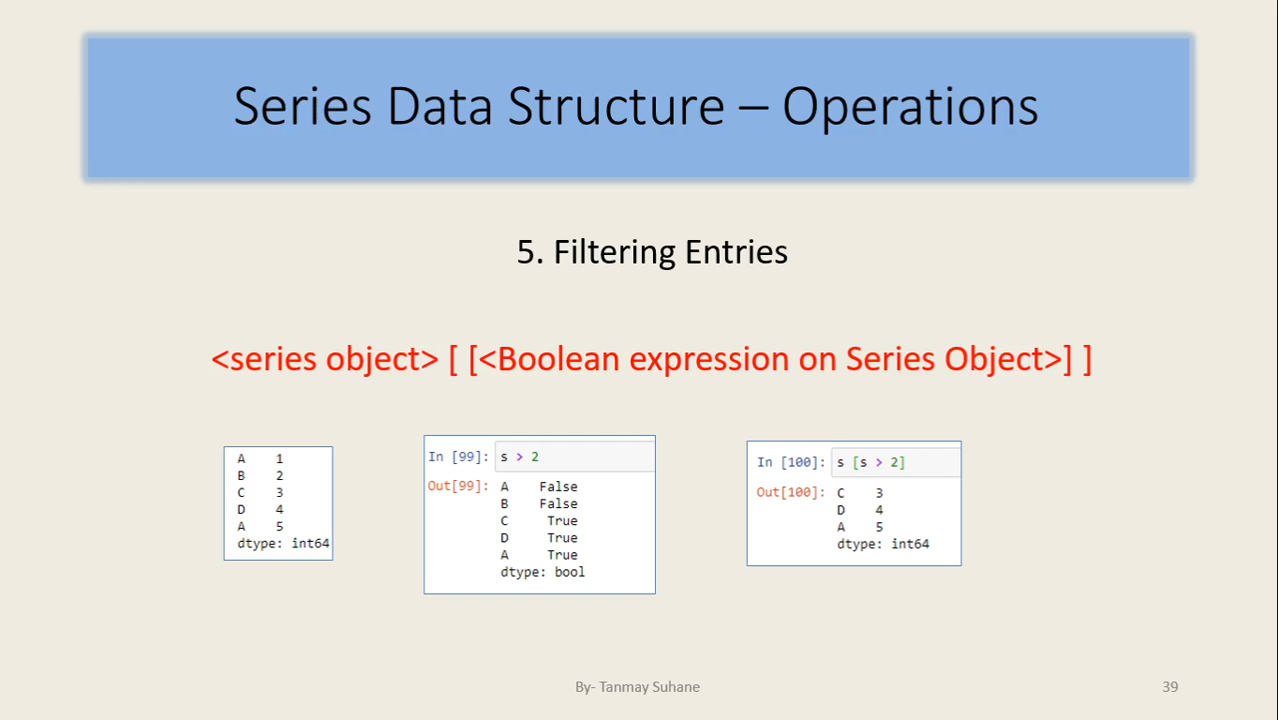 Series Data Structure – Operations
5. Filtering Entries
<series object> [ [<Boolean expression on Series Object>] ]
A 1
B 2
C 3
D 4
A 5
dtype: int64
In [99]: s > 2
Out[99]: A False
B False
C True
D True
A True
dtype: bool
In [100]: s [s > 2]
Out[100]: C 3
D 4
A 5
dtype: int64
By- Tanmay Suhane
39